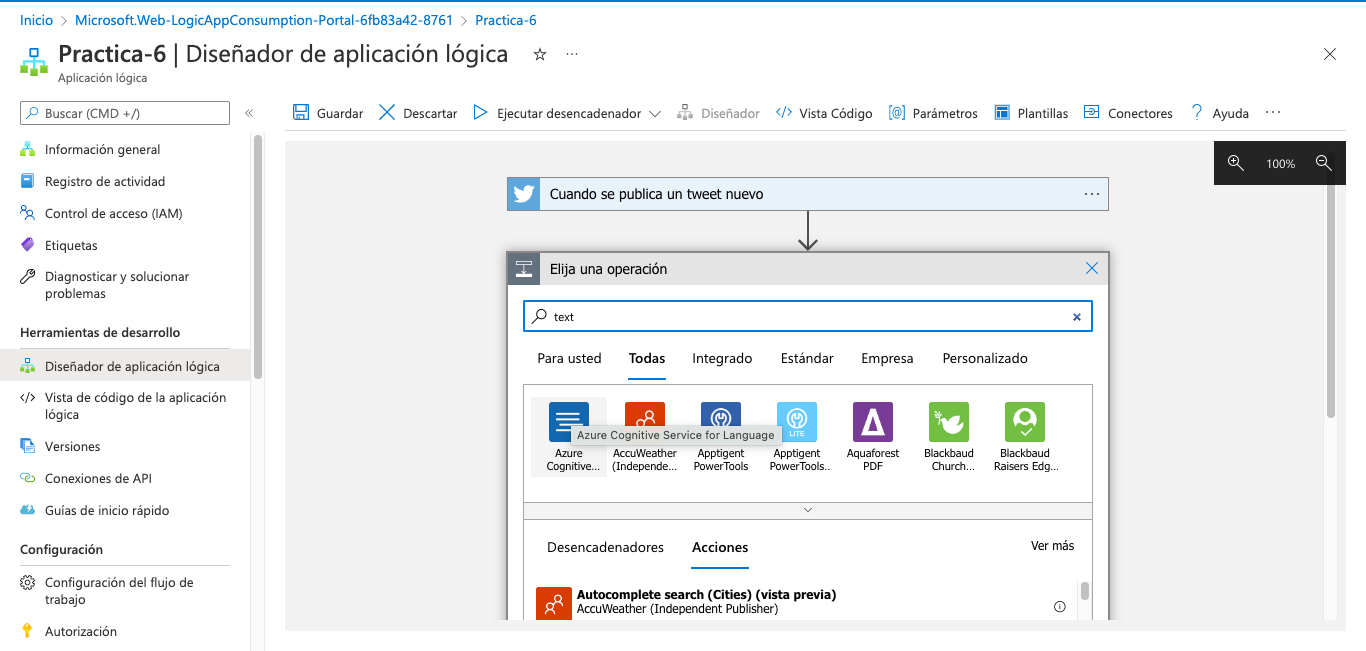 Inicio > Microsoft.Web-LogicAppConsumption-Portal-6fb83a42-8761 > Practica-6
Practica-6 | Diseñador de aplicación lógica
Aplicación lógica
Buscar (CMD +/)
Guardar Descartar Ejecutar desencadenador Diseñador Vista Código Parámetros Plantillas Conectores Ayuda
Información general
Registro de actividad
Control de acceso (IAM)
Etiquetas
Diagnosticar y solucionar
problemas
Herramientas de desarrollo
Diseñador de aplicación lógica
Vista de código de la aplicación
lógica
Versiones
Conexiones de API
Guías de inicio rápido
Configuración
Configuración del flujo de
trabajo
Autorización
100%
Cuando se publica un tweet nuevo
Elija una operación
text
Para usted Todas Integrado Estándar Empresa Personalizado
LITE
Azure Cognitive Service for Language
Azure
Cognitive...
AccuWeather
(Independe...
Apptigent
PowerTools
Apptigent
PowerTools..
Aquaforest
PDF
Blackbaud
Church...
Blackbaud
Raisers Edg...
Desencadenadores Acciones Ver más
Autocomplete search (Cities) (vista previa)
AccuWeather (Independent Publisher)